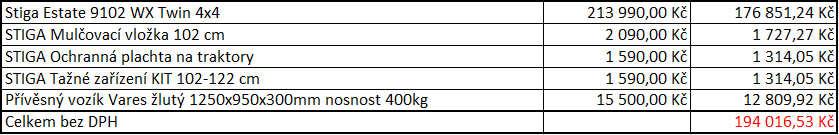 Stiga Estate 9102 WX Twin 4x4 213 990,00 Kč 176 851,24 Kč
STIGA Mulčovací vložka 102 cm 2 090,00 Kč 1 727,27 Kč
STIGA Ochranná plachta na traktory 1 590,00 Kč 1 314,05 Kč
STIGA Tažné zařízení KIT 102-122 cm 1 590,00 Kč 1 314,05 Kč
Přívěsný vozík Vares žlutý 1250x950x300mm nosnost 400kg 15 500,00 Kč 12 809,92 Kč
Celkem bez DPH 194 016,53 Kč